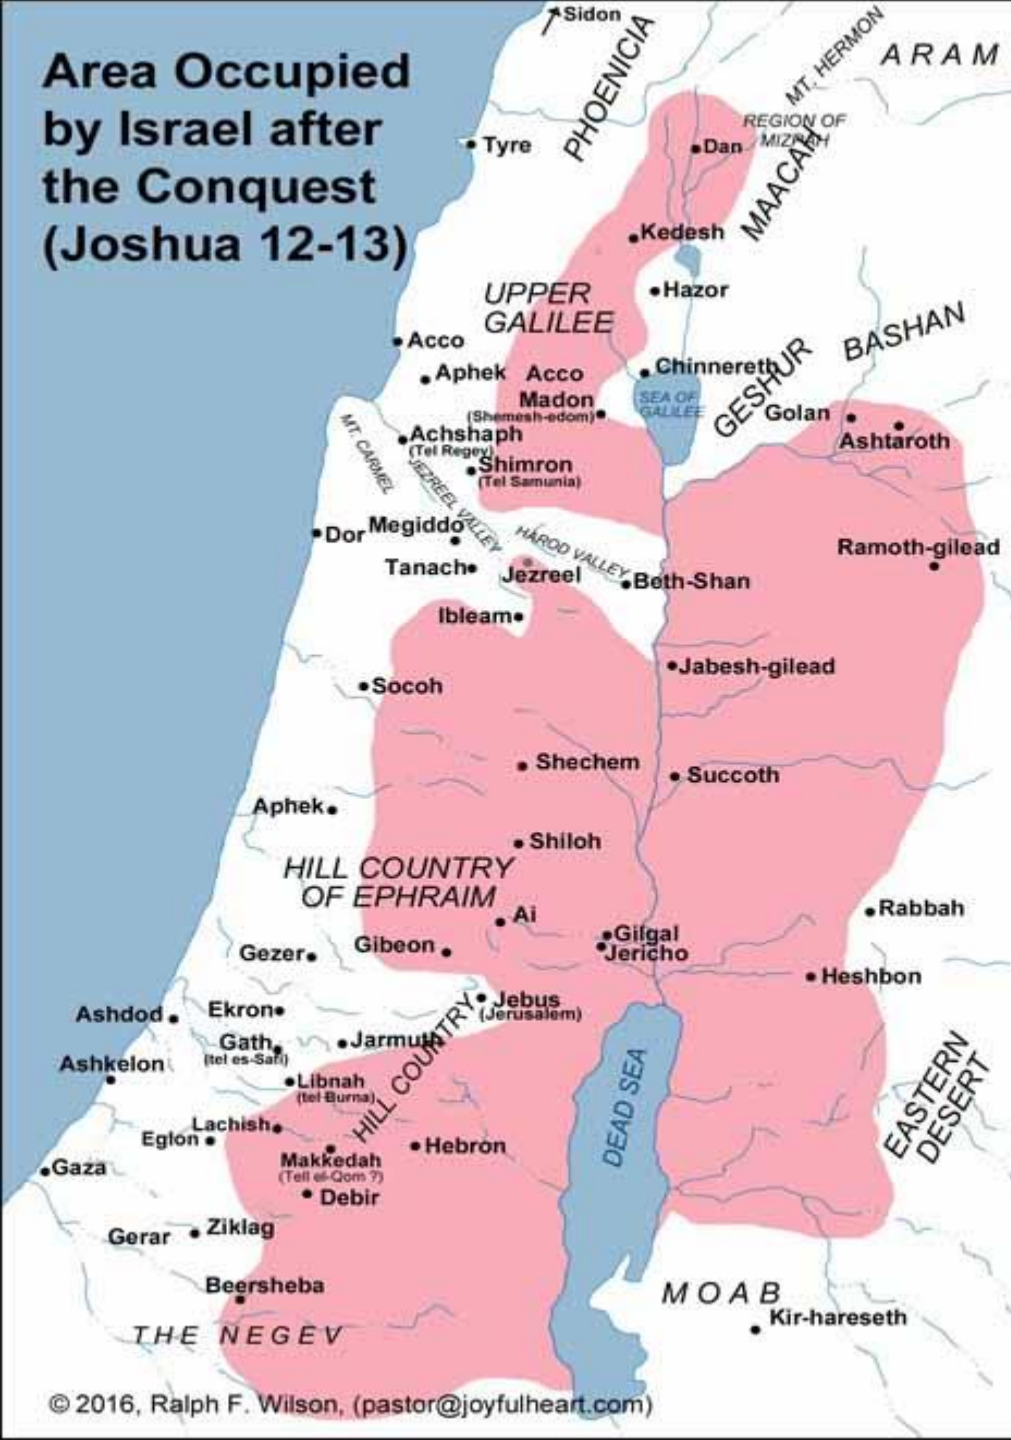 Area Occupied
by Israel after
the Conquest
(Joshua 12-13)
Sidon
PHOENICIA
MT. HERMON
ARAM
REGION OF
MIZPAH
Tyre
Dan
MAACAH
Kedesh
UPPER
GALILEE
Hazor
Acco
BASHAN
Aphek
Acco
Chinnereth
GESHUR
Madon
(Shemesh-edom)
SEA OF
GALILEE
Golan
Ashtaroth
MT. CARMEL
Achshaph
(Tel Regev)
JEZREEL VALLEY
Shimron
(Tel Samunia)
Dor
Megiddo
HAROD VALLEY
Ramoth-gilead
Tanach
Jezreel
Beth-Shan
Ibleam
Jabesh-gilead
Socoh
Shechem
Succoth
Aphek
Shiloh
HILL COUNTRY
OF EPHRAIM
Ai
Rabbah
Gilgal
Jericho
Gezer
Gibeon
Heshbon
Ashdod
Ekron
Jebus
(Jerusalem)
Gath
(tel es-Safi)
Jarmuth
HILL COUNTRY
Ashkelon
Libnah
(tel Burna)
DEAD SEA
EASTERN
DESERT
Lachish
Eglon
Hebron
Gaza
Makkedah
(Tell el-Qom ?)
Debir
Gerar
Ziklag
Beersheba
MOAB
Kir-hareseth
THE NEGEV
© 2016, Ralph F. Wilson, (pastor@joyfulheart.com)